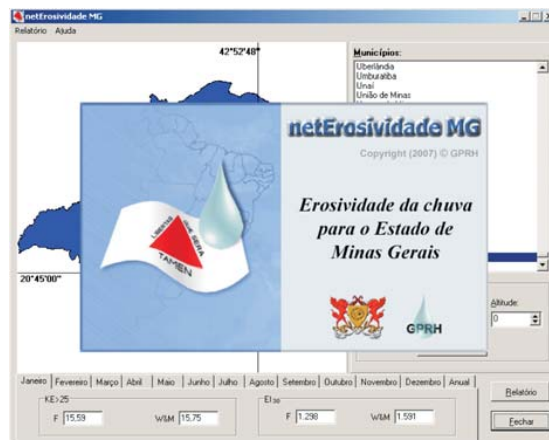 netErosividade MG
Relatório Ajuda
42°52'48"
Municípios:
Uberlândia
Umburatiba
Unaí
União de Minas
netErosividade MG
Copyright (2007) © GPRH
Erosividade da chuva
para o Estado de
Minas Gerais
LIBERTAS QUE SERA
TAMEN
GPRH
20°45'00"
Altitude:
0
Janeiro Fevereiro Março Abril Maio Junho Julho Agosto Setembro Outubro Novembro Dezembro Anual
KE>25
EI30
F 15,59 W&M 15,75 F 1.298 W&M 1.591
Relatório
Fechar